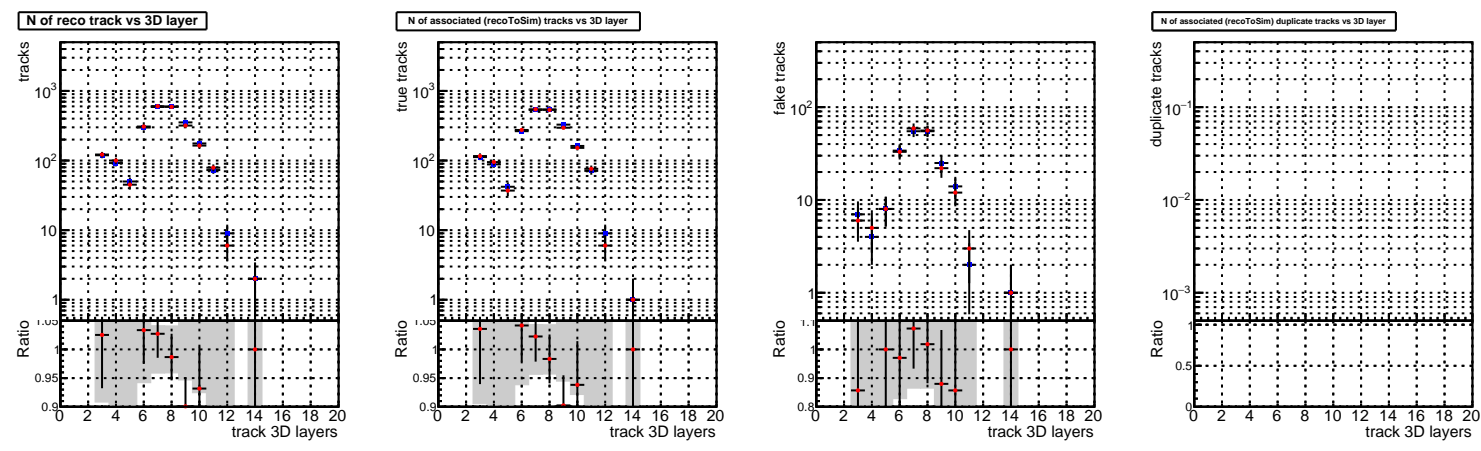 N of reco track vs 3D layer
tracks
10³
10²
10
1
Ratio
1.05
1
0.95
0.9
0 2 4 6 8 10 12 14 16 18 20
track 3D layers
N of associated (recoToSim) tracks vs 3D layer
true tracks
10³
10²
10
1
Ratio
1.05
1
0.95
0.9
0 2 4 6 8 10 12 14 16 18 20
track 3D layers
fake tracks
10²
10
1
Ratio
1.1
1
0.9
0.8
0 2 4 6 8 10 12 14 16 18 20
track 3D layers
N of associated (recoToSim) duplicate tracks vs 3D layer
duplicate tracks
10⁻¹
10⁻²
10⁻³
Ratio
1
0.5
0
0 2 4 6 8 10 12 14 16 18 20
track 3D layers